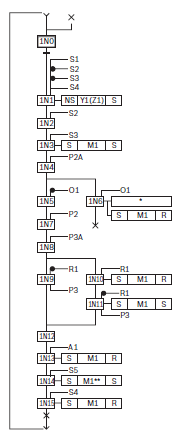 1N0
S1
S2
S3
S4
1N1 NS Y1(Z1) S
S2
1N2
S3
1N3 S M1 S
P2A
1N4
O1 O1
1N5 1N6 *
P2 S M1 R
1N7
P3A
1N8
R1 R1
1N9 1N10 S M1 R
P3 R1
1N11 S M1 S
P3
1N12
A1
1N13 S M1 R
S5
1N14 S M1** S
S4
1N15 S M1 R